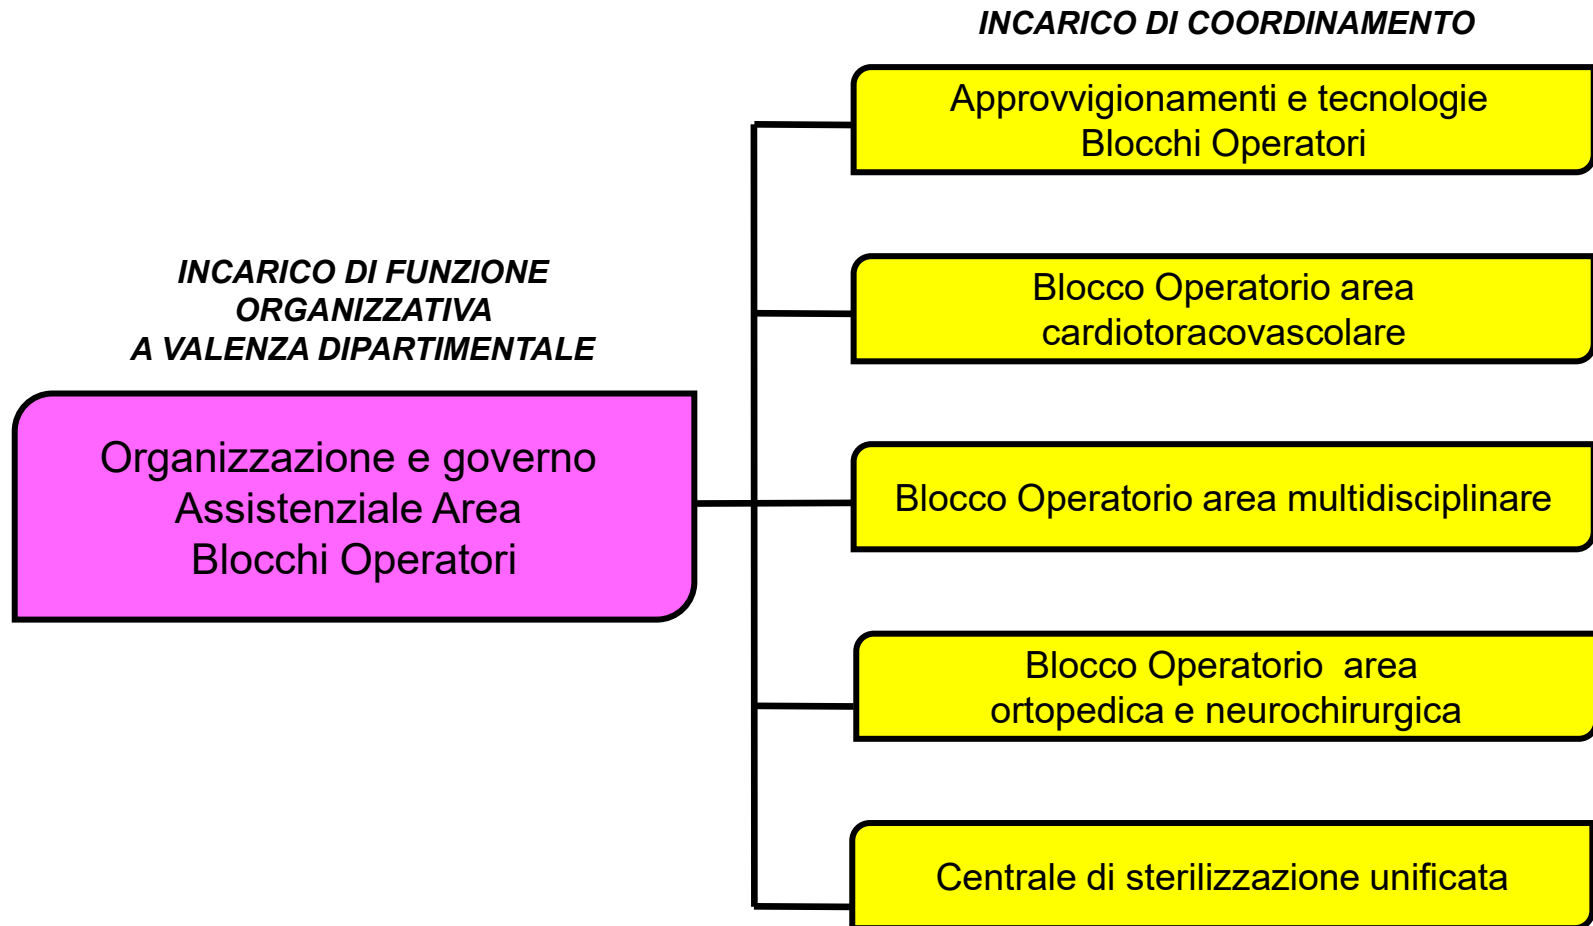 INCARICO DI COORDINAMENTO
Approvvigionamenti e tecnologie
Blocchi Operatori
Blocco Operatorio area
cardiotoracovascolare
INCARICO DI FUNZIONE
ORGANIZZATIVA
A VALENZA DIPARTIMENTALE
Organizzazione e governo
Assistenziale Area
Blocchi Operatori
Blocco Operatorio area multidisciplinare
Blocco Operatorio area
ortopedica e neurochirurgica
Centrale di sterilizzazione unificata